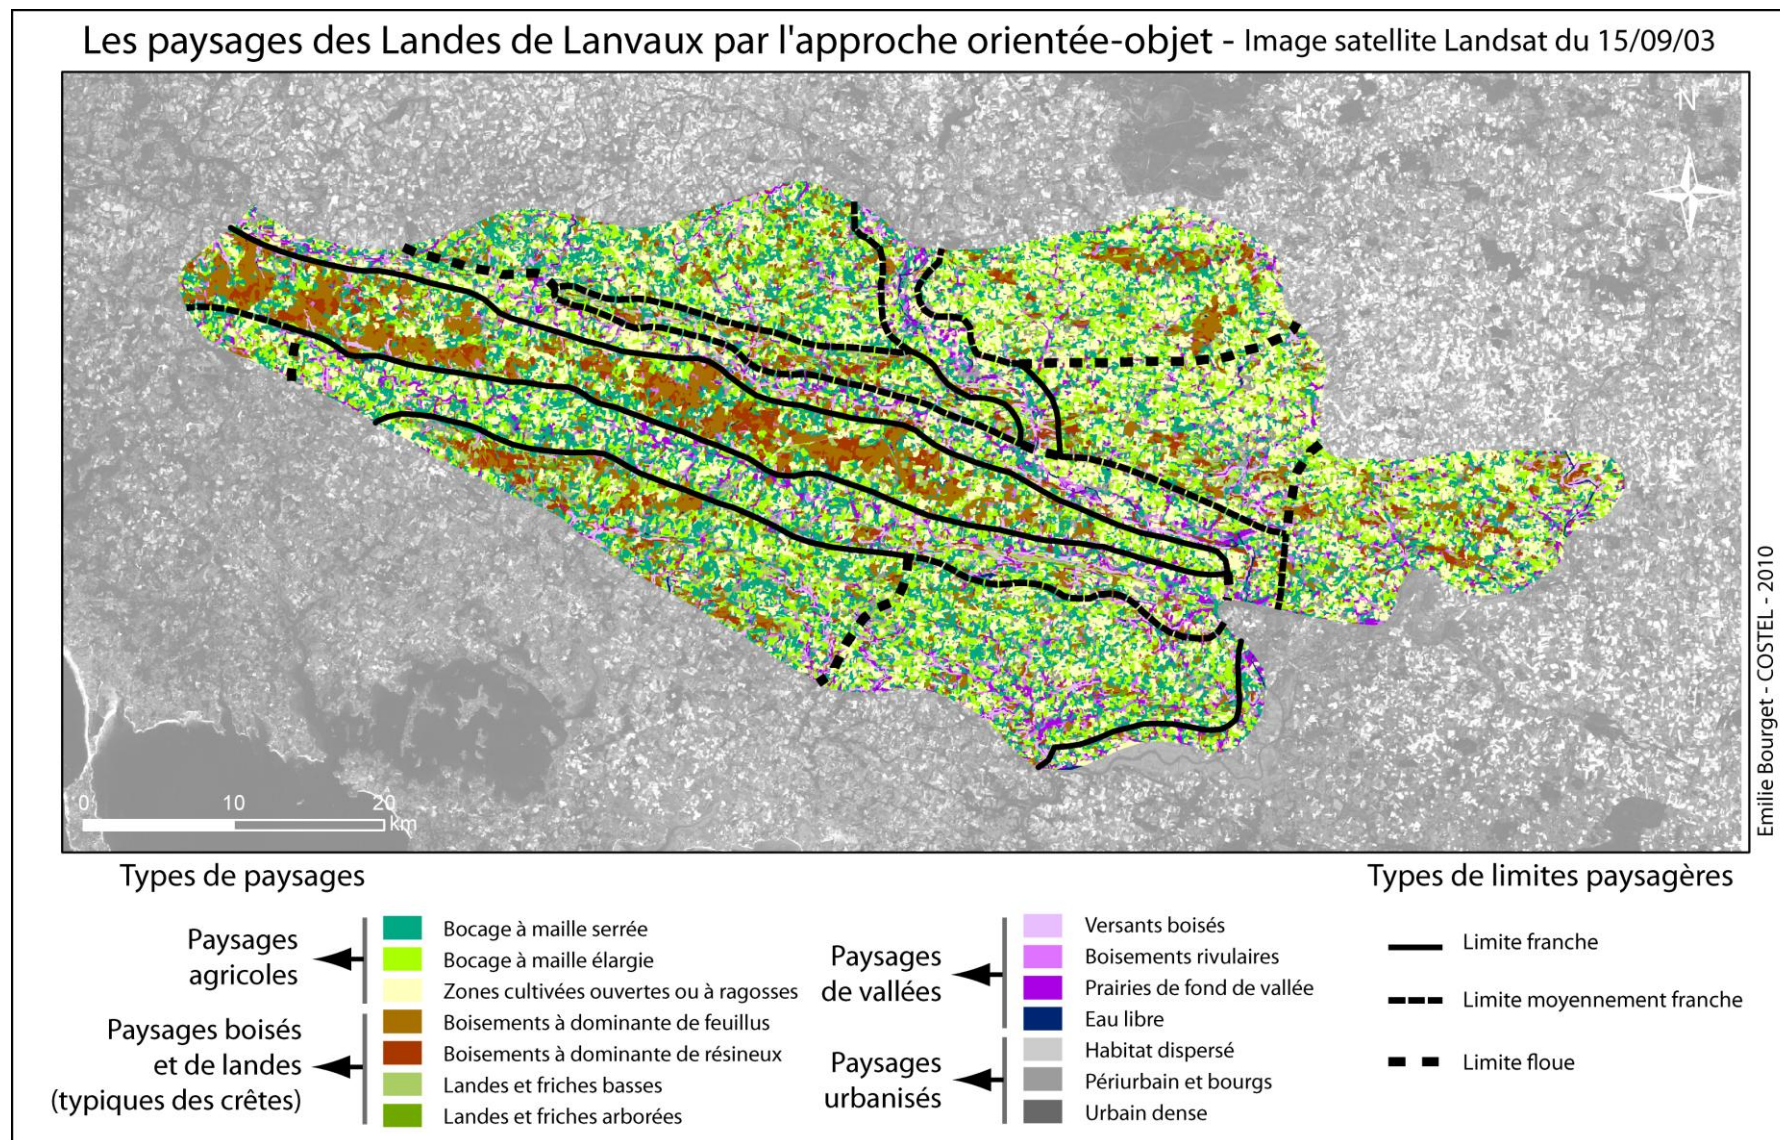 Les paysages des Landes de Lanvaux par l'approche orientée-objet - Image satellite Landsat du 15/09/03
N
0 10 20
km
Emilie Bourget - COSTEL - 2010
Types de paysages
Paysages
agricoles
Bocage à maille serrée
Bocage à maille élargie
Zones cultivées ouvertes ou à ragosses
Paysages boisés
et de landes
(typiques des crêtes)
Boisements à dominante de feuillus
Boisements à dominante de résineux
Landes et friches basses
Landes et friches arborées
Paysages
de vallées
Versants boisés
Boisements rivulaires
Prairies de fond de vallée
Eau libre
Paysages
urbanisés
Habitat dispersé
Périurbain et bourgs
Urbain dense
Types de limites paysagères
Limite franche
Limite moyennement franche
Limite floue